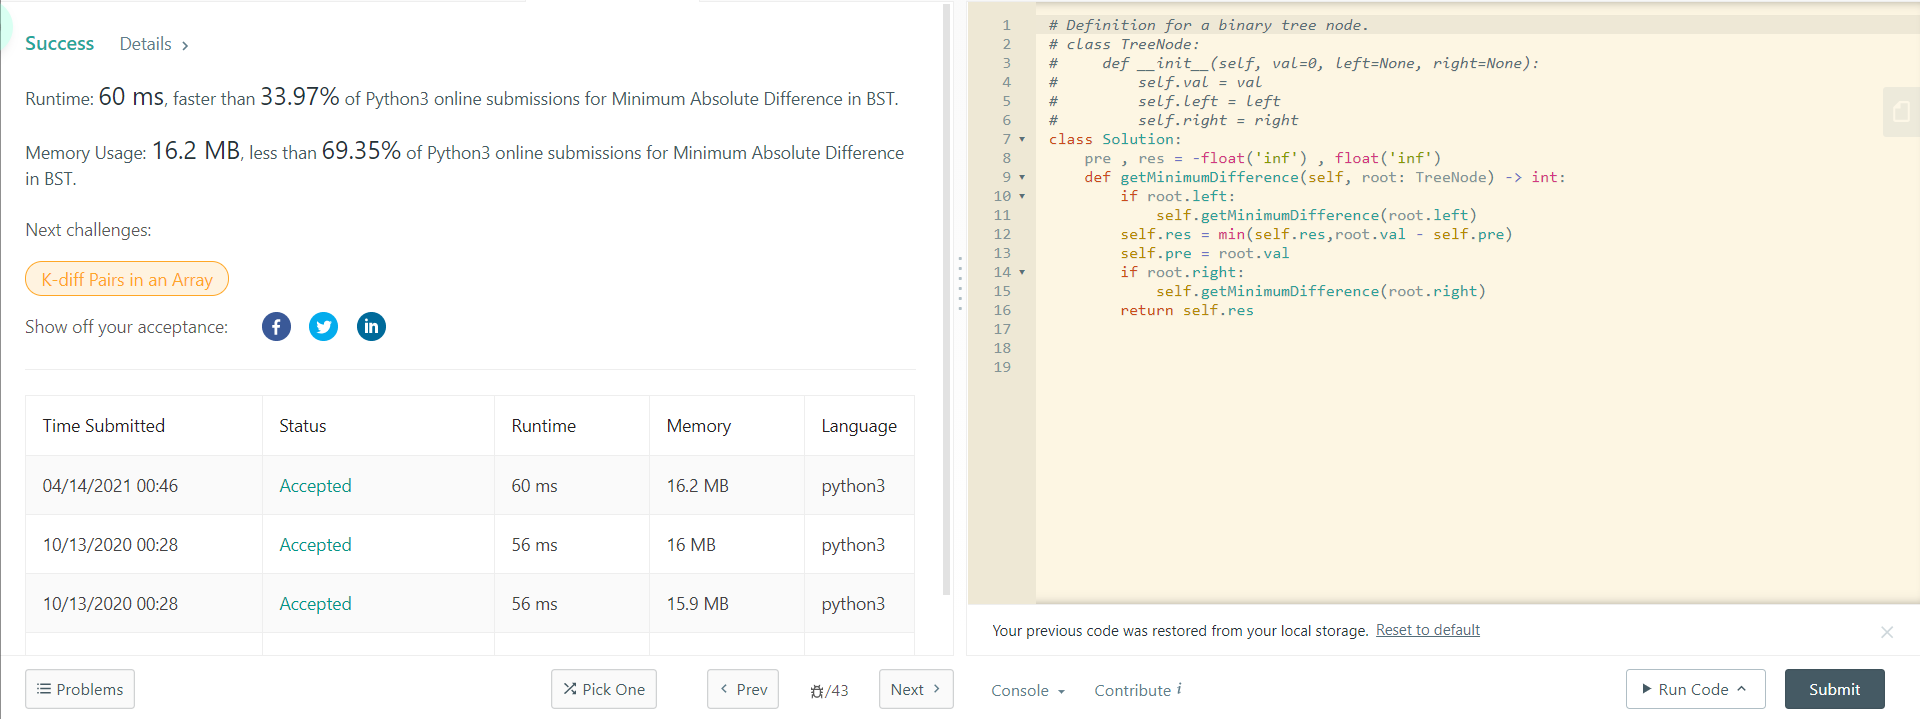 Success Details >
Runtime: 60 ms, faster than 33.97% of Python3 online submissions for Minimum Absolute Difference in BST.
Memory Usage: 16.2 MB, less than 69.35% of Python3 online submissions for Minimum Absolute Difference
in BST.
Next challenges:
K-diff Pairs in an Array
Show off your acceptance: f in
Time Submitted Status Runtime Memory Language
04/14/2021 00:46 Accepted 60 ms 16.2 MB python3
10/13/2020 00:28 Accepted 56 ms 16 MB python3
10/13/2020 00:28 Accepted 56 ms 15.9 MB python3
Problems Pick One < Prev /43 Next >
1 # Definition for a binary tree node.
2 # class TreeNode:
3 #     def __init__(self, val=0, left=None, right=None):
4 #         self.val = val
5 #         self.left = left
6 #         self.right = right
7 class Solution:
8     pre , res = -float('inf') , float('inf')
9     def getMinimumDifference(self, root: TreeNode) -> int:
10         if root.left:
11             self.getMinimumDifference(root.left)
12         self.res = min(self.res,root.val - self.pre)
13         self.pre = root.val
14         if root.right:
15             self.getMinimumDifference(root.right)
16         return self.res
17
18
19
Your previous code was restored from your local storage. Reset to default
Console Contribute i Run Code Submit